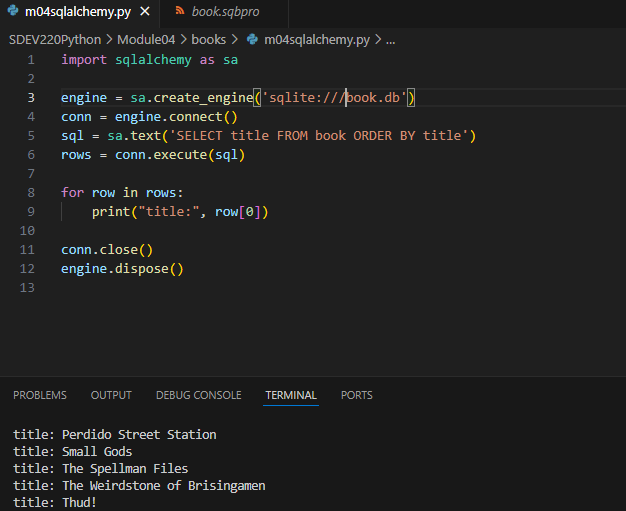 m04sqlalchemy.py
book.sqbpro
SDEV220Python > Module04 > books > m04sqlalchemy.py > ...
1 import sqlalchemy as sa
2
3 engine = sa.create_engine('sqlite:///book.db')
4 conn = engine.connect()
5 sql = sa.text('SELECT title FROM book ORDER BY title')
6 rows = conn.execute(sql)
7
8 for row in rows:
9     print("title:", row[0])
10
11 conn.close()
12 engine.dispose()
13
PROBLEMS OUTPUT DEBUG CONSOLE TERMINAL PORTS
title: Perdido Street Station
title: Small Gods
title: The Spellman Files
title: The Weirdstone of Brisingamen
title: Thud!